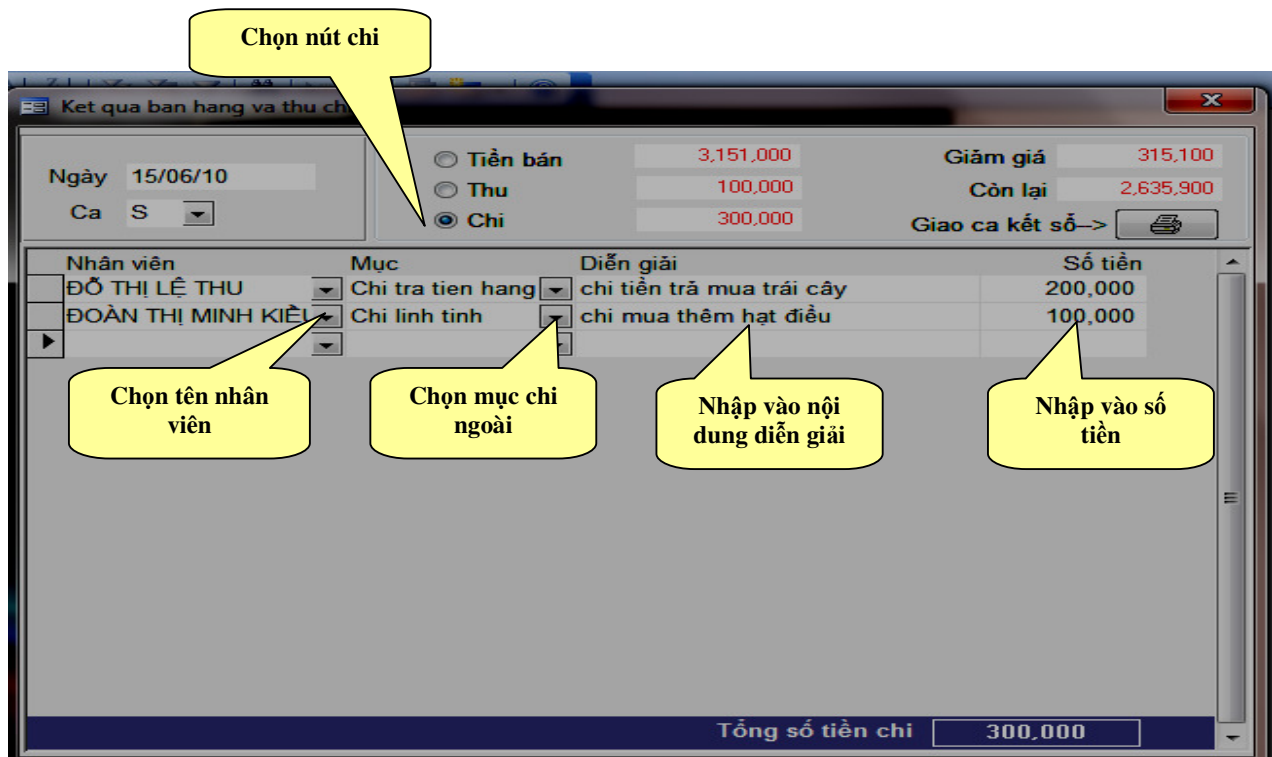 Chọn nút chi
Ket qua ban hang va thu ch
Ngày 15/06/10
Ca S
Tiền bán 3,151,000
Thu 100,000
Chi 300,000
Giảm giá 315,100
Còn lại 2,635,900
Giao ca kết sổ-->
Nhân viên Mục Diễn giải Số tiền
ĐỖ THỊ LỆ THU Chi tra tien hang chi tiền trả mua trái cây 200,000
ĐOÀN THỊ MINH KIỀU Chi linh tinh chi mua thêm hạt điều 100,000
Chọn tên nhân
viên
Chọn mục chi
ngoài
Nhập vào nội
dung diễn giải
Nhập vào số
tiền
Tổng số tiền chi 300,000